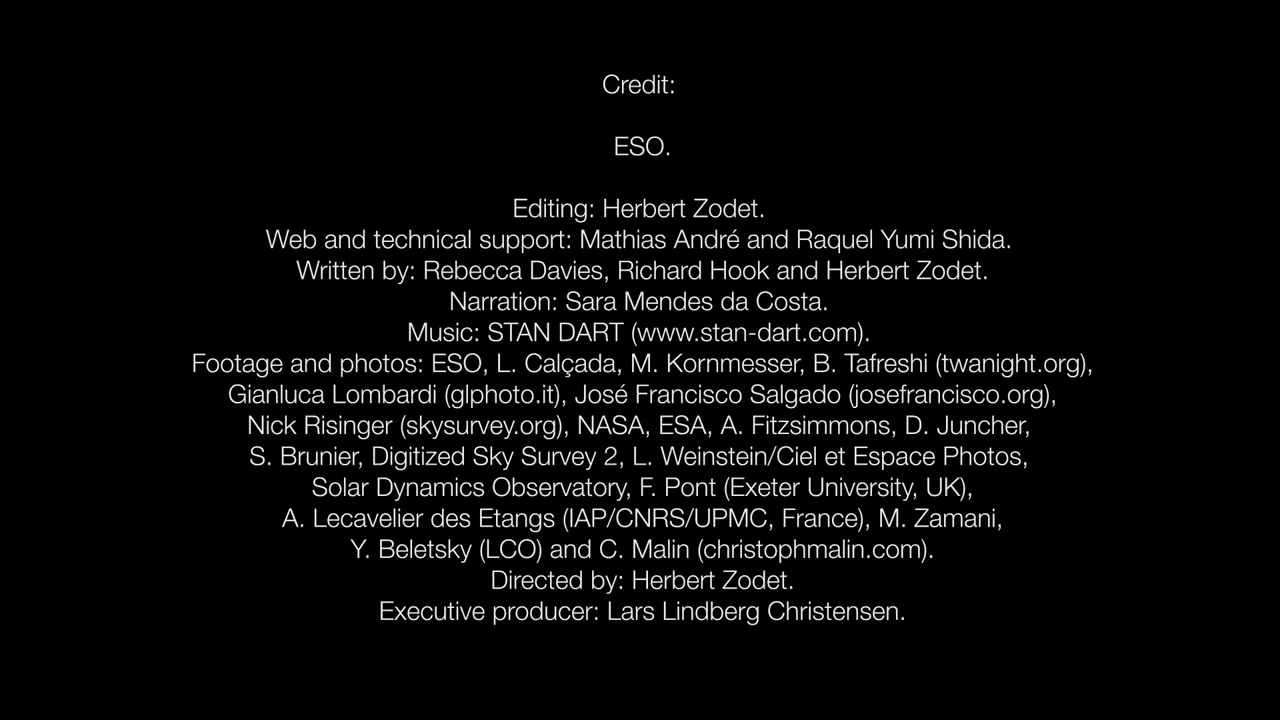 Credit:
ESO.
Editing: Herbert Zodet.
Web and technical support: Mathias André and Raquel Yumi Shida.
Written by: Rebecca Davies, Richard Hook and Herbert Zodet.
Narration: Sara Mendes da Costa.
Music: STAN DART (www.stan-dart.com).
Footage and photos: ESO, L. Calçada, M. Kornmesser, B. Tafreshi (twanight.org),
Gianluca Lombardi (glphoto.it), José Francisco Salgado (josefrancisco.org),
Nick Risinger (skysurvey.org), NASA, ESA, A. Fitzsimmons, D. Juncher,
S. Brunier, Digitized Sky Survey 2, L. Weinstein/Ciel et Espace Photos,
Solar Dynamics Observatory, F. Pont (Exeter University, UK),
A. Lecavelier des Etangs (IAP/CNRS/UPMC, France), M. Zamani,
Y. Beletsky (LCO) and C. Malin (christophmalin.com).
Directed by: Herbert Zodet.
Executive producer: Lars Lindberg Christensen.